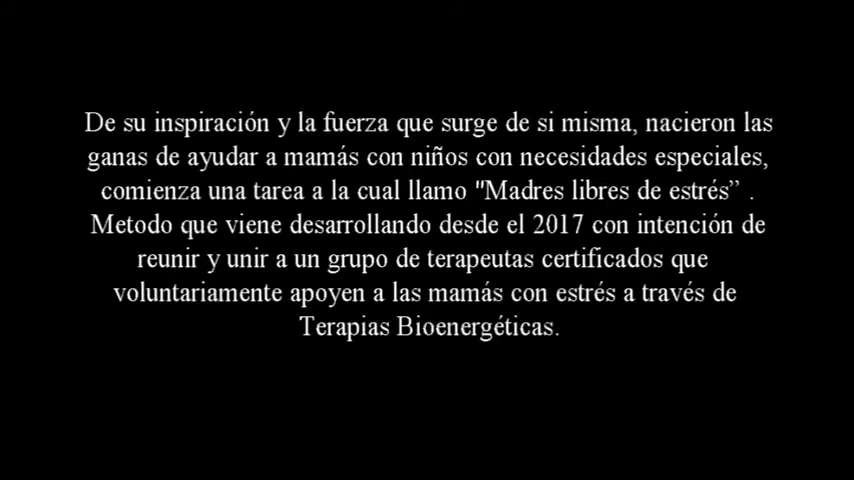 De su inspiración y la fuerza que surge de si misma, nacieron las
ganas de ayudar a mamás con niños con necesidades especiales,
comienza una tarea a la cual llamo "Madres libres de estrés” .
Metodo que viene desarrollando desde el 2017 con intención de
reunir y unir a un grupo de terapeutas certificados que
voluntariamente apoyen a las mamás con estrés a través de
Terapias Bioenergéticas.